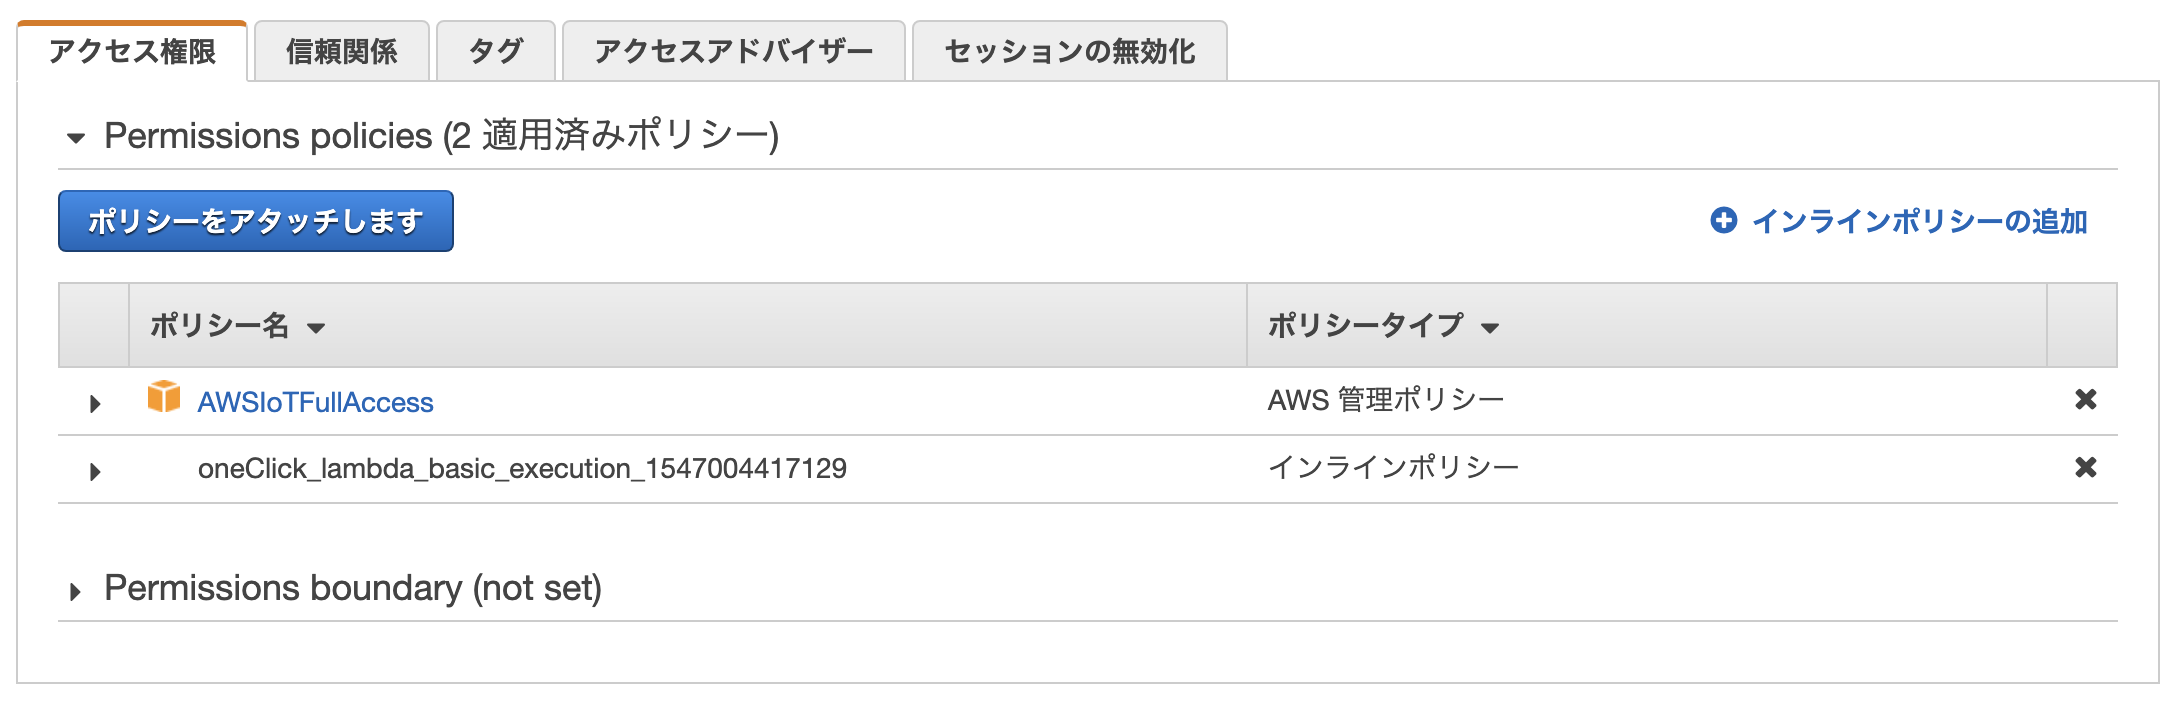 アクセス権限 信頼関係 タグ アクセスアドバイザー セッションの無効化
Permissions policies (2 適用済みポリシー)
ポリシーをアタッチします インラインポリシーの追加
ポリシー名 ポリシータイプ
AWSIoTFullAccess AWS 管理ポリシー
oneClick_lambda_basic_execution_1547004417129 インラインポリシー
Permissions boundary (not set)